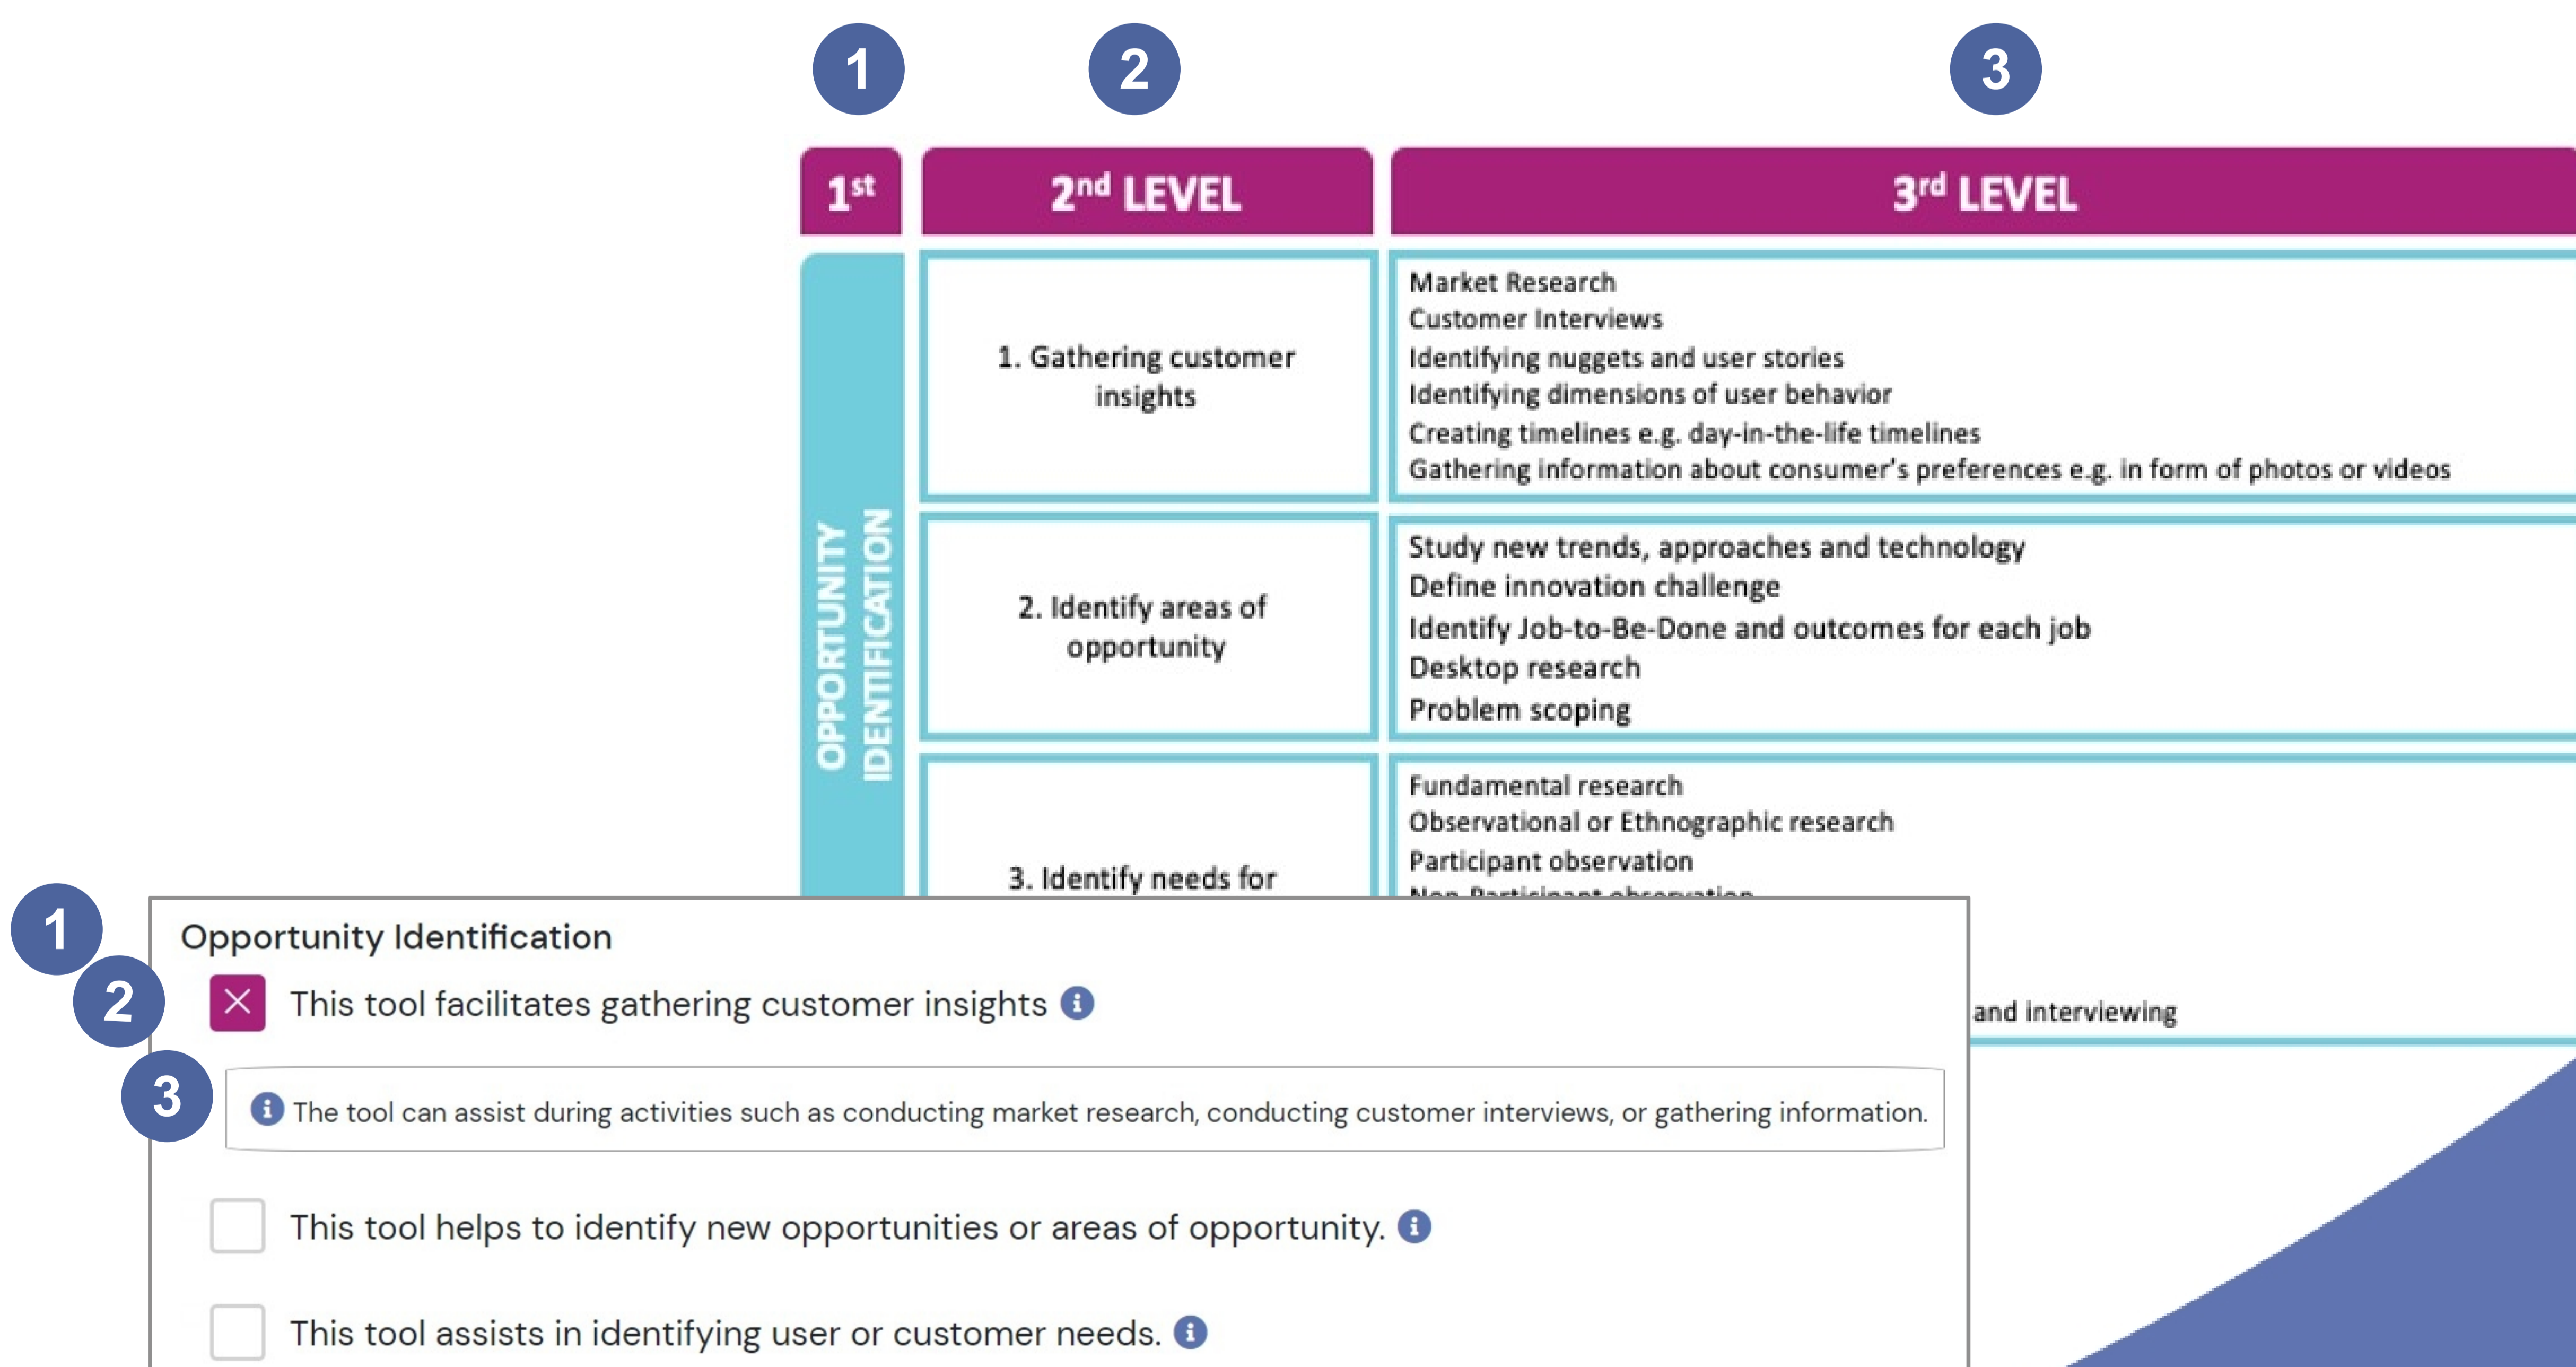 1 2 3
1st 2nd LEVEL 3rd LEVEL
OPPORTUNITY
IDENTIFICATION
1. Gathering customer
insights
Market Research
Customer Interviews
Identifying nuggets and user stories
Identifying dimensions of user behavior
Creating timelines e.g. day-in-the-life timelines
Gathering information about consumer's preferences e.g. in form of photos or videos
2. Identify areas of
opportunity
Study new trends, approaches and technology
Define innovation challenge
Identify Job-to-Be-Done and outcomes for each job
Desktop research
Problem scoping
3. Identify needs for
Fundamental research
Observational or Ethnographic research
Participant observation
Non-Participant observation
and interviewing
1
Opportunity Identification
2
This tool facilitates gathering customer insights
3
The tool can assist during activities such as conducting market research, conducting customer interviews, or gathering information.
This tool helps to identify new opportunities or areas of opportunity.
This tool assists in identifying user or customer needs.